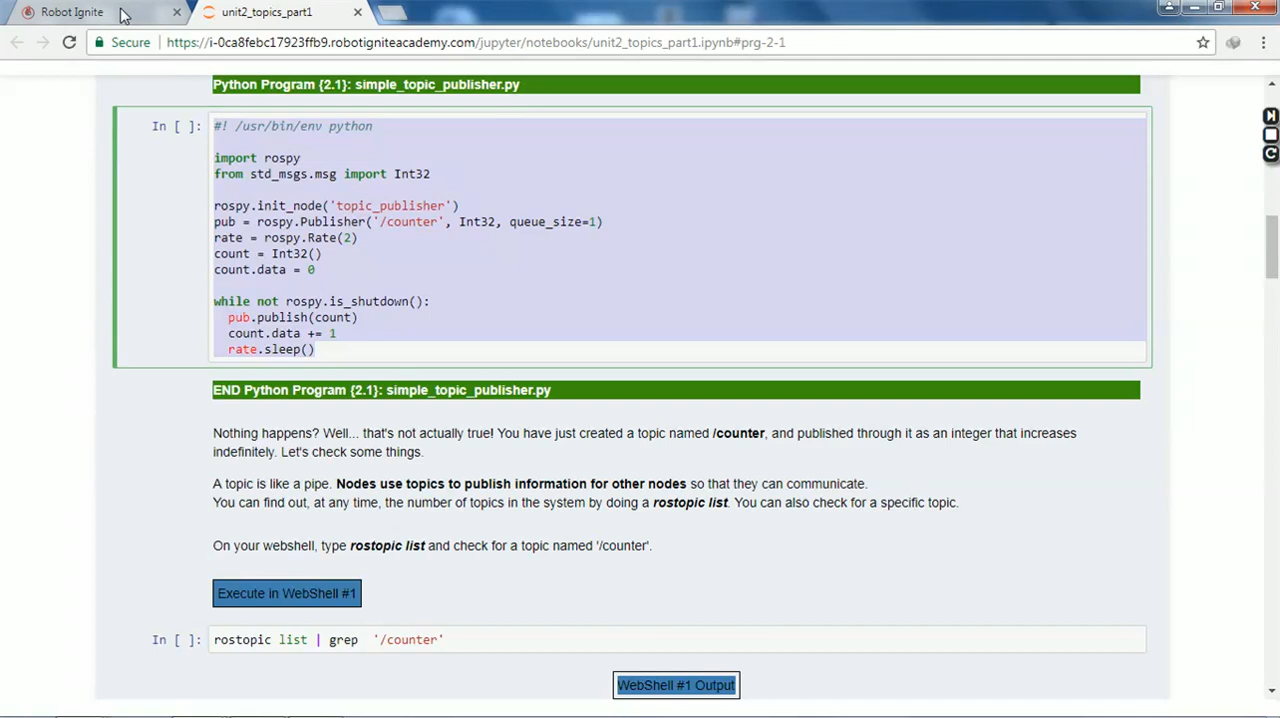 Robot Ignite
unit2_topics_part1
Secure https://i-0ca8febc17923ffb9.robotigniteacademy.com/jupyter/notebooks/unit2_topics_part1.ipynb#prg-2-1
Python Program {2.1}: simple_topic_publisher.py
In [ ]: #! /usr/bin/env python
import rospy
from std_msgs.msg import Int32
rospy.init_node('topic_publisher')
pub = rospy.Publisher('/counter', Int32, queue_size=1)
rate = rospy.Rate(2)
count = Int32()
count.data = 0
while not rospy.is_shutdown():
pub.publish(count)
count.data += 1
rate.sleep()
END Python Program {2.1}: simple_topic_publisher.py
Nothing happens? Well... that's not actually true! You have just created a topic named /counter, and published through it as an integer that increases
indefinitely. Let's check some things.
A topic is like a pipe. Nodes use topics to publish information for other nodes so that they can communicate.
You can find out, at any time, the number of topics in the system by doing a rostopic list. You can also check for a specific topic.
On your webshell, type rostopic list and check for a topic named '/counter'.
Execute in WebShell #1
In [ ]: rostopic list | grep '/counter'
WebShell #1 Output